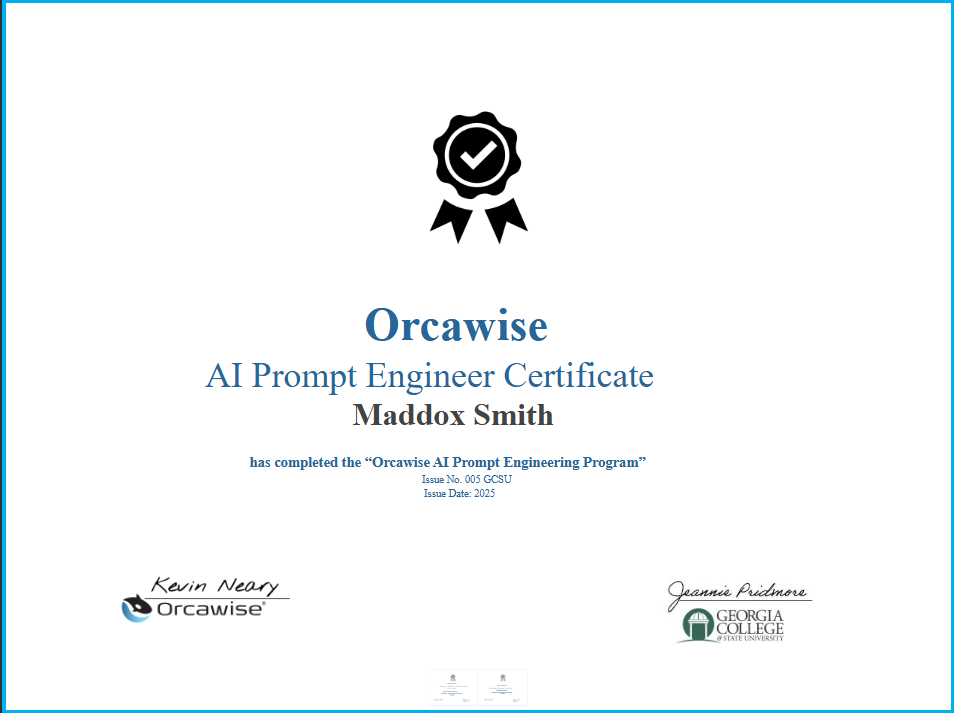 Orcawise
AI Prompt Engineer Certificate
Maddox Smith
has completed the “Orcawise AI Prompt Engineering Program”
Issue No. 005 GCSU
Issue Date: 2025
Kevin Neary
Orcawise®
Jeannie Pridmore
GEORGIA
COLLEGE
& STATE UNIVERSITY